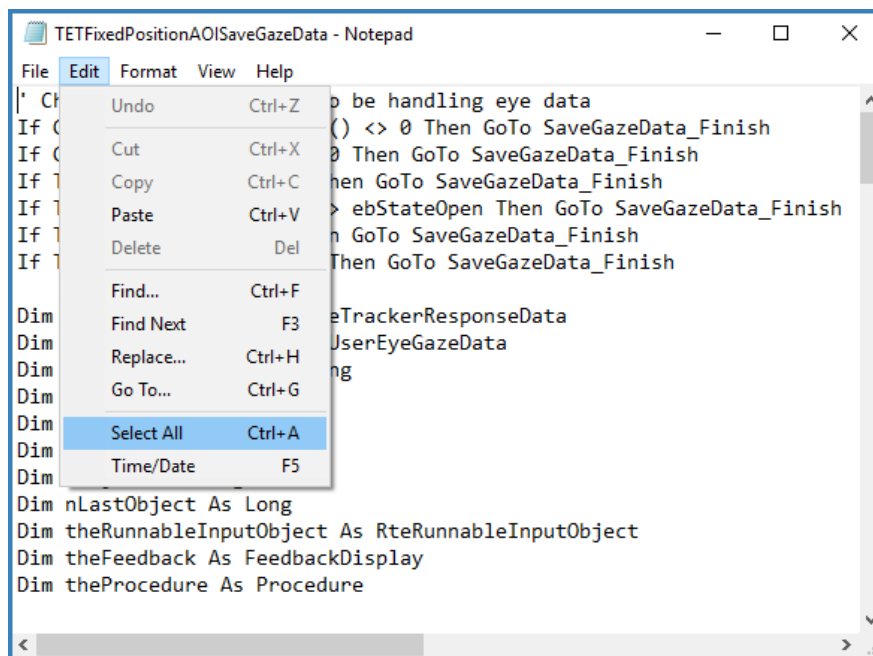 TETFixedPositionAOISaveGazeData - Notepad
File Edit Format View Help
Undo Ctrl+Z
Cut Ctrl+X
Copy Ctrl+C
Paste Ctrl+V
Delete Del
Find... Ctrl+F
Find Next F3
Replace... Ctrl+H
Go To... Ctrl+G
Select All Ctrl+A
Time/Date F5
' Ch o be handling eye data
If () <> 0 Then GoTo SaveGazeData_Finish
If 0 Then GoTo SaveGazeData_Finish
If T hen GoTo SaveGazeData_Finish
If T > ebStateOpen Then GoTo SaveGazeData_Finish
If T n GoTo SaveGazeData_Finish
If T Then GoTo SaveGazeData_Finish
Dim eTrackerResponseData
Dim UserEyeGazeData
Dim ng
Dim
Dim
Dim
Dim
Dim nLastObject As Long
Dim theRunnableInputObject As RteRunnableInputObject
Dim theFeedback As FeedbackDisplay
Dim theProcedure As Procedure